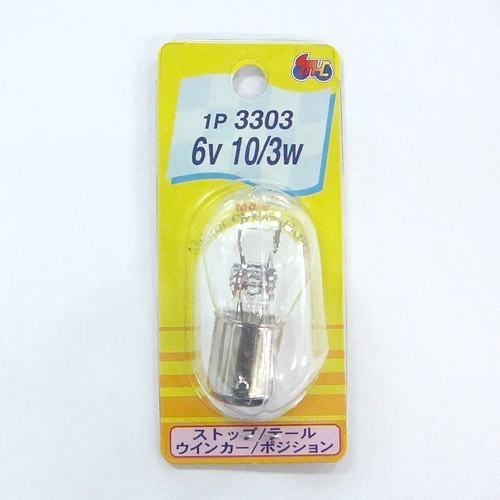 1P 3303
6v 10/3w
ストップ/テール
ウインカー/ポジション